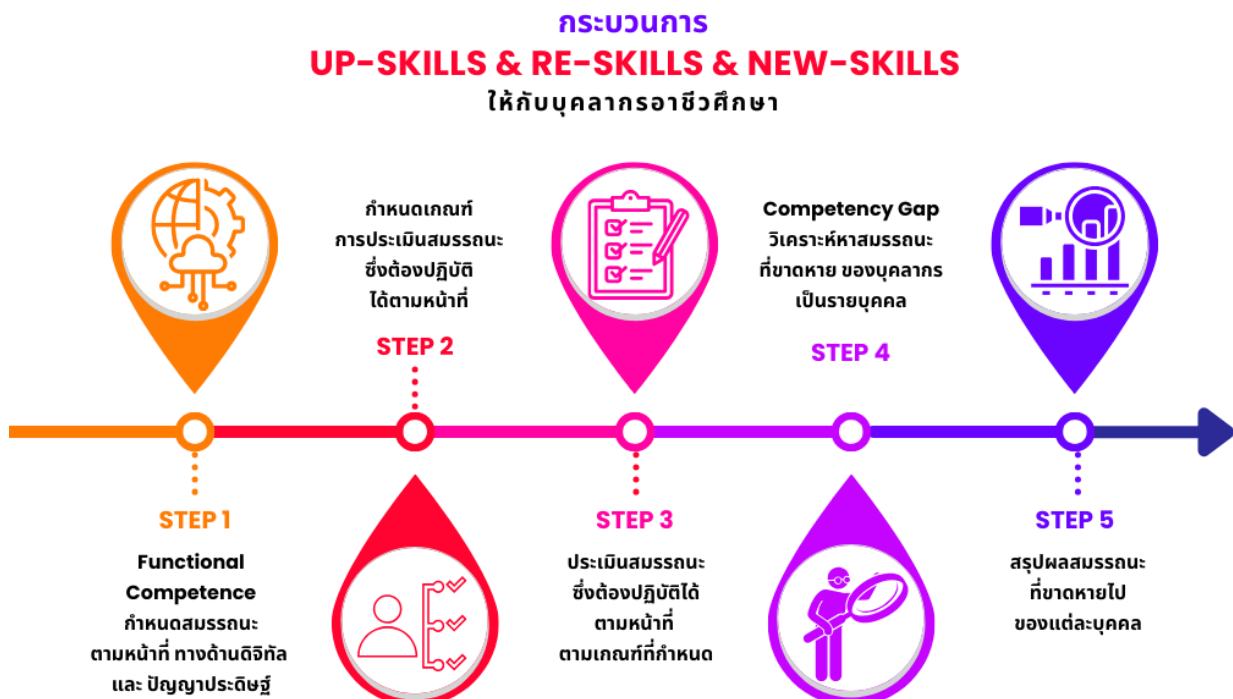 กระบวนการ
UP-SKILLS & RE-SKILLS & NEW-SKILLS
ให้กับบุคลากรอาชีวศึกษา
STEP 1
Functional
Competence
กำหนดสมรรถนะ
ตามหน้าที่ ทางด้านดิจิทัล
และ ปัญญาประดิษฐ์
กำหนดเกณฑ์
การประเมินสมรรถนะ
ซึ่งต้องปฏิบัติ
ได้ตามหน้าที่
STEP 2
STEP 3
ประเมินสมรรถนะ
ซึ่งต้องปฏิบัติได้
ตามหน้าที่
ตามเกณฑ์ที่กำหนด
Competency Gap
วิเคราะห์หาสมรรถนะ
ที่ขาดหาย ของบุคลากร
เป็นรายบุคคล
STEP 4
STEP 5
สรุปผลสมรรถนะ
ที่ขาดหายไป
ของแต่ละบุคคล